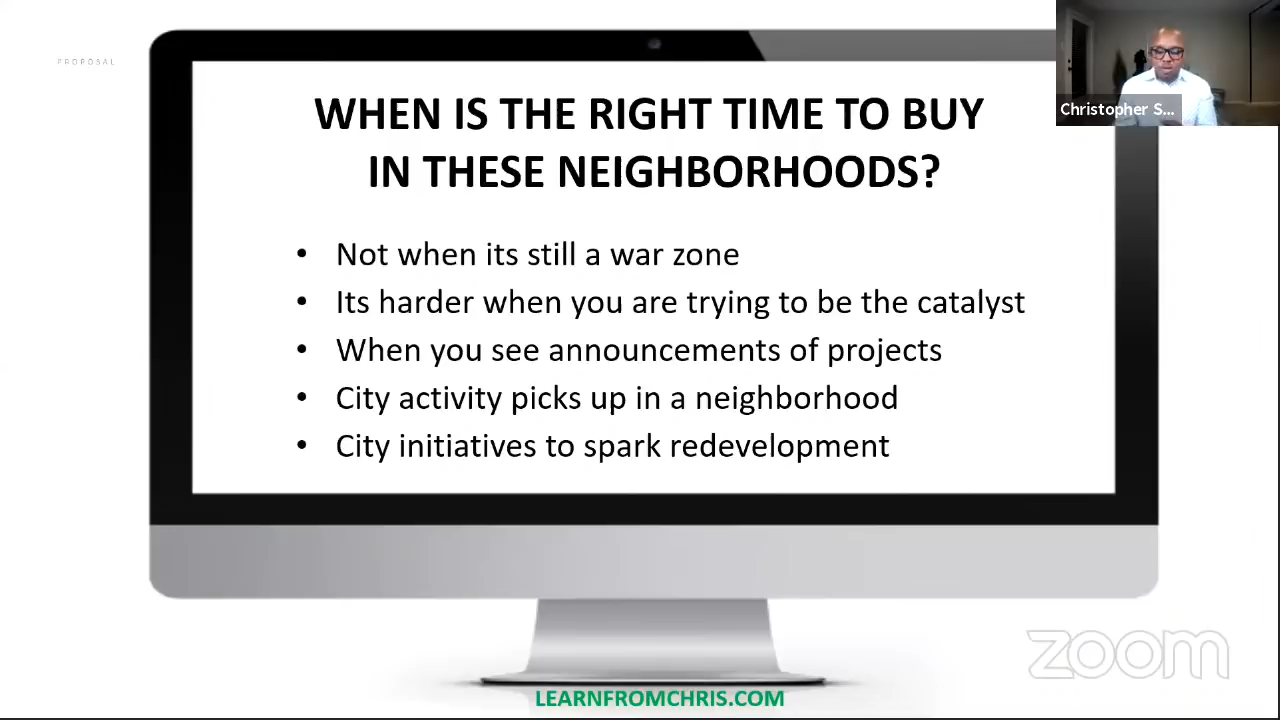 PROPOSAL
WHEN IS THE RIGHT TIME TO BUY
IN THESE NEIGHBORHOODS?
• Not when its still a war zone
• Its harder when you are trying to be the catalyst
• When you see announcements of projects
• City activity picks up in a neighborhood
• City initiatives to spark redevelopment
Christopher S...
zoom
LEARNFROMCHRIS.COM